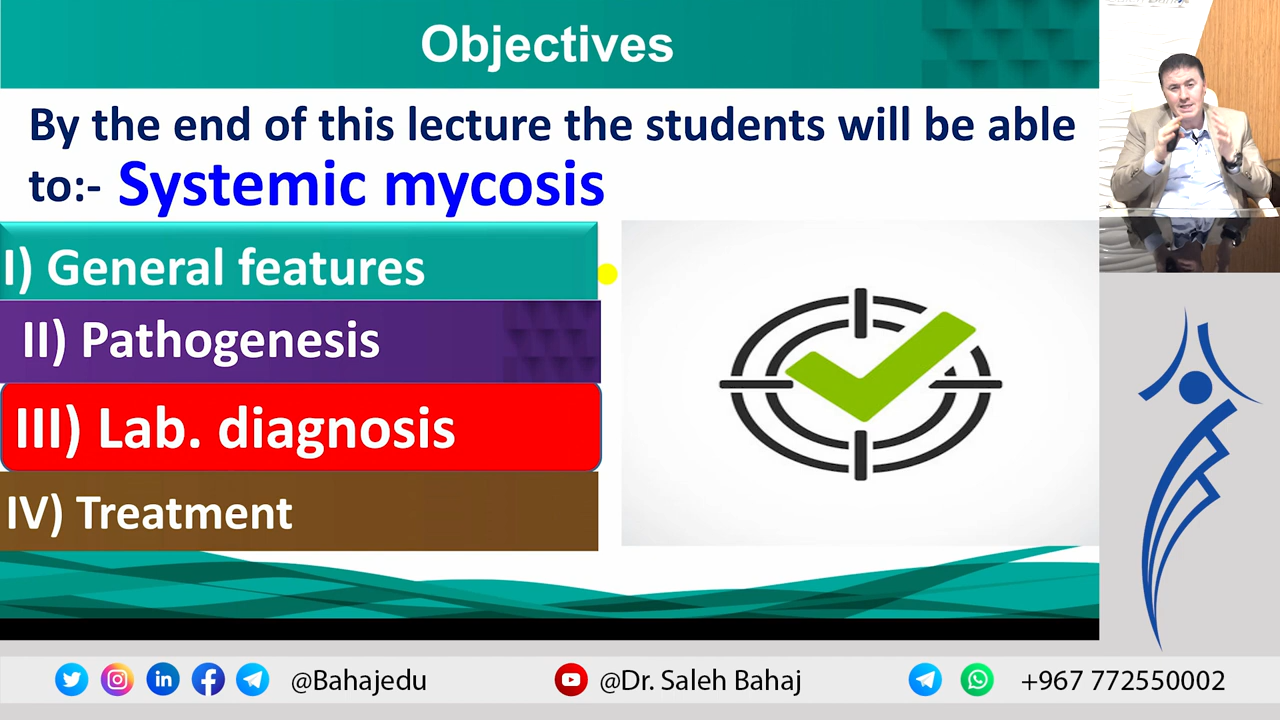 Objectives
By the end of this lecture the students will be able
to:- Systemic mycosis
I) General features
II) Pathogenesis
III) Lab. diagnosis
IV) Treatment
@Bahajedu
@Dr. Saleh Bahaj
+967 772550002